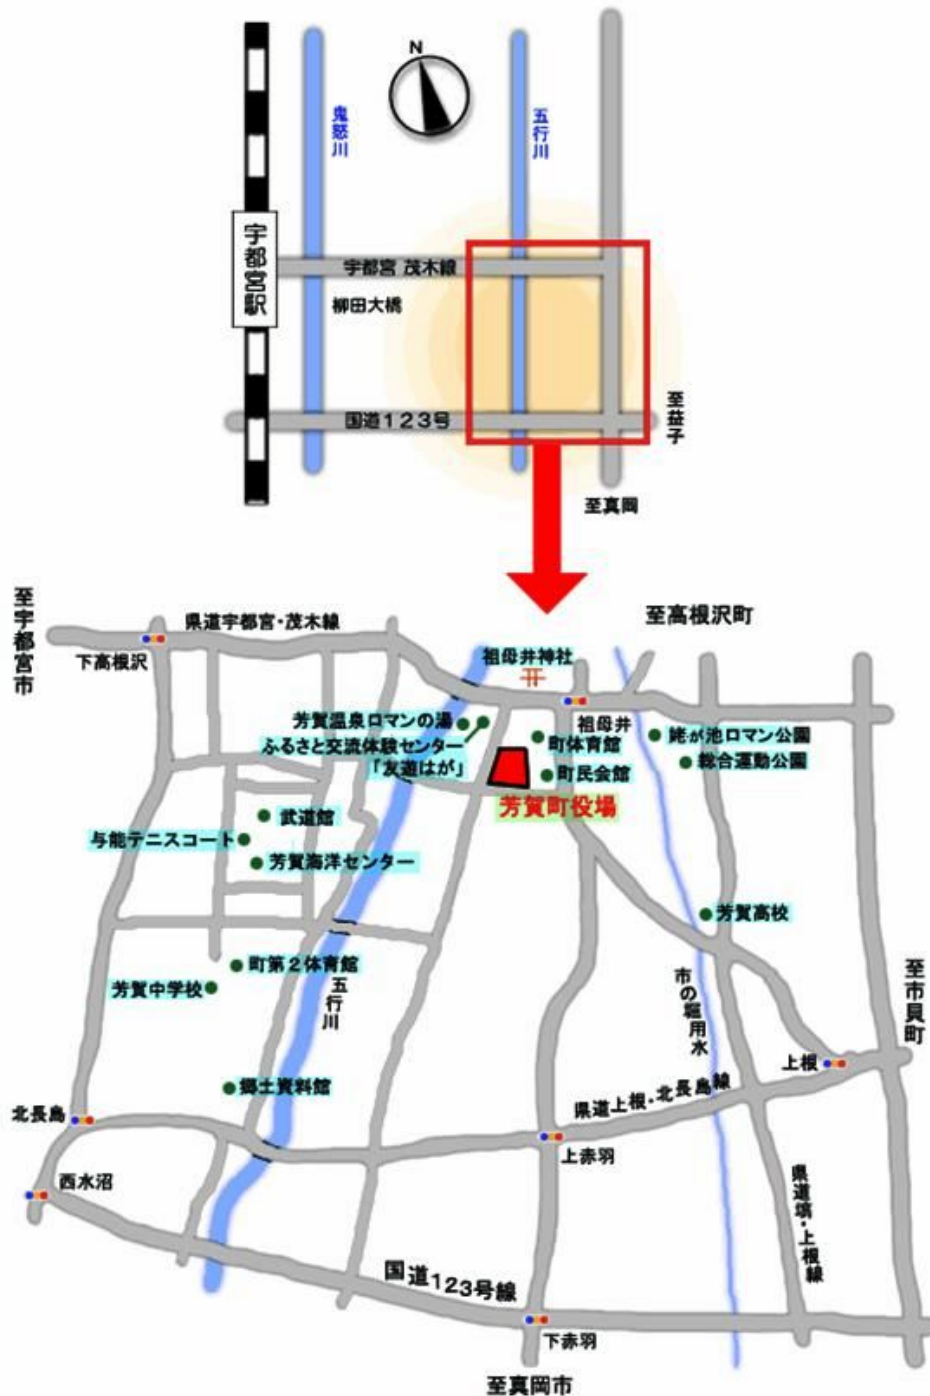 N
鬼怒川
五行川
宇都宮駅
宇都宮 茂木線
柳田大橋
国道123号
至益子
至真岡
至宇都宮市
県道宇都宮・茂木線
至高根沢町
下高根沢
祖母井神社
祖母井
芳賀温泉ロマンの湯
ふるさと交流体験センター
「友遊はが」
町体育館
町民会館
芳賀町役場
姥が池ロマン公園
総合運動公園
武道館
与能テニスコート
芳賀海洋センター
芳賀高校
町第2体育館
芳賀中学校
五行川
市の堀用水
至市貝町
上根
郷土資料館
県道上根・北長島線
北長島
上赤羽
西水沼
県道塙・上根線
国道123号線
下赤羽
至真岡市